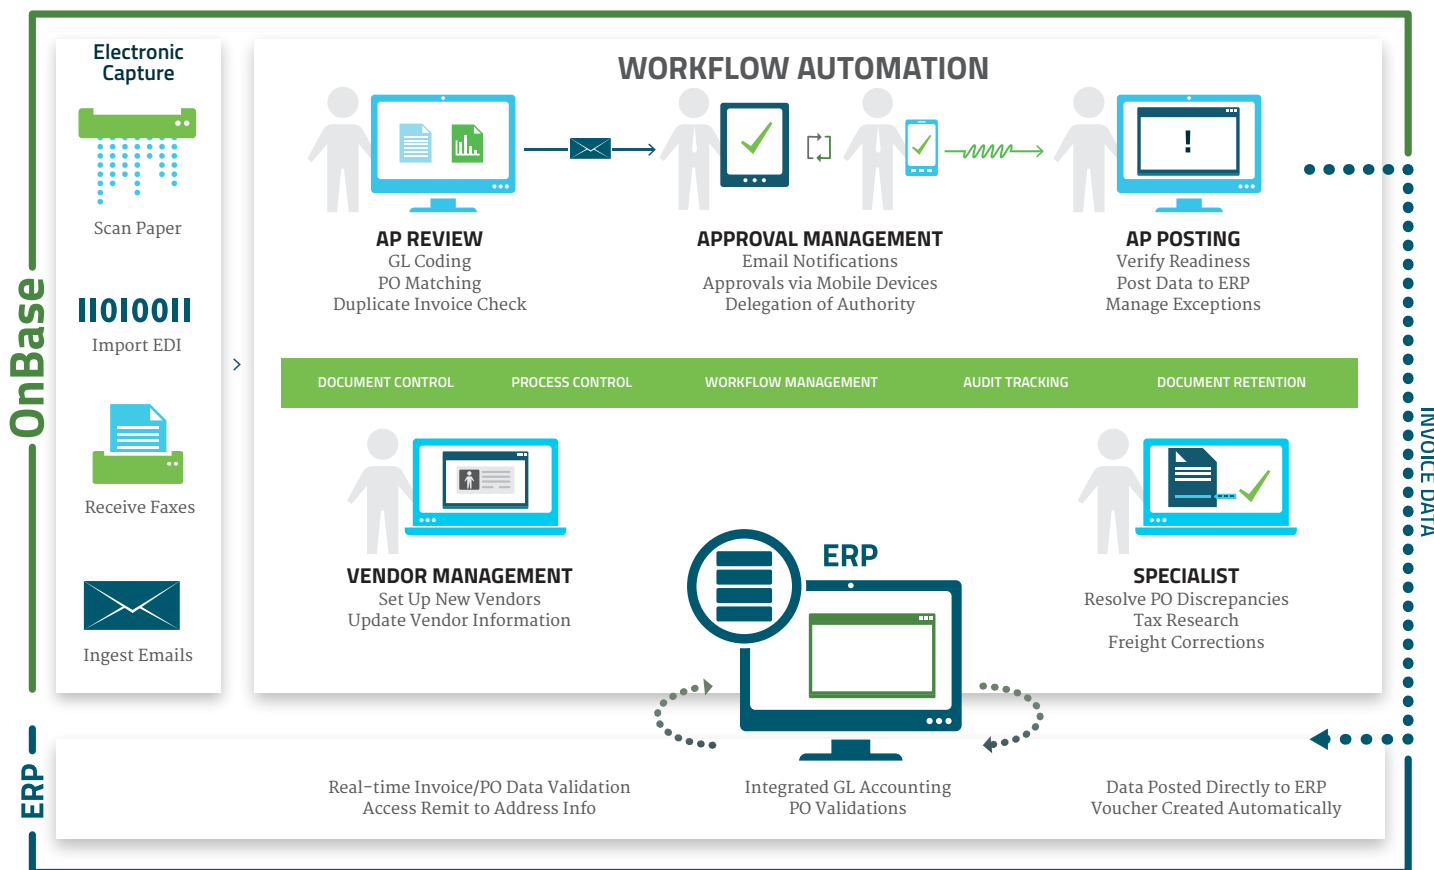 OnBase
Electronic
Capture
Scan Paper
11010011
Import EDI
Receive Faxes
Ingest Emails
WORKFLOW AUTOMATION
AP REVIEW
GL Coding
PO Matching
Duplicate Invoice Check
APPROVAL MANAGEMENT
Email Notifications
Approvals via Mobile Devices
Delegation of Authority
!
AP POSTING
Verify Readiness
Post Data to ERP
Manage Exceptions
DOCUMENT CONTROL PROCESS CONTROL WORKFLOW MANAGEMENT AUDIT TRACKING DOCUMENT RETENTION
VENDOR MANAGEMENT
Set Up New Vendors
Update Vendor Information
ERP
SPECIALIST
Resolve PO Discrepancies
Tax Research
Freight Corrections
INVOICE DATA
ERP
Real-time Invoice/PO Data Validation
Access Remit to Address Info
Integrated GL Accounting
PO Validations
Data Posted Directly to ERP
Voucher Created Automatically